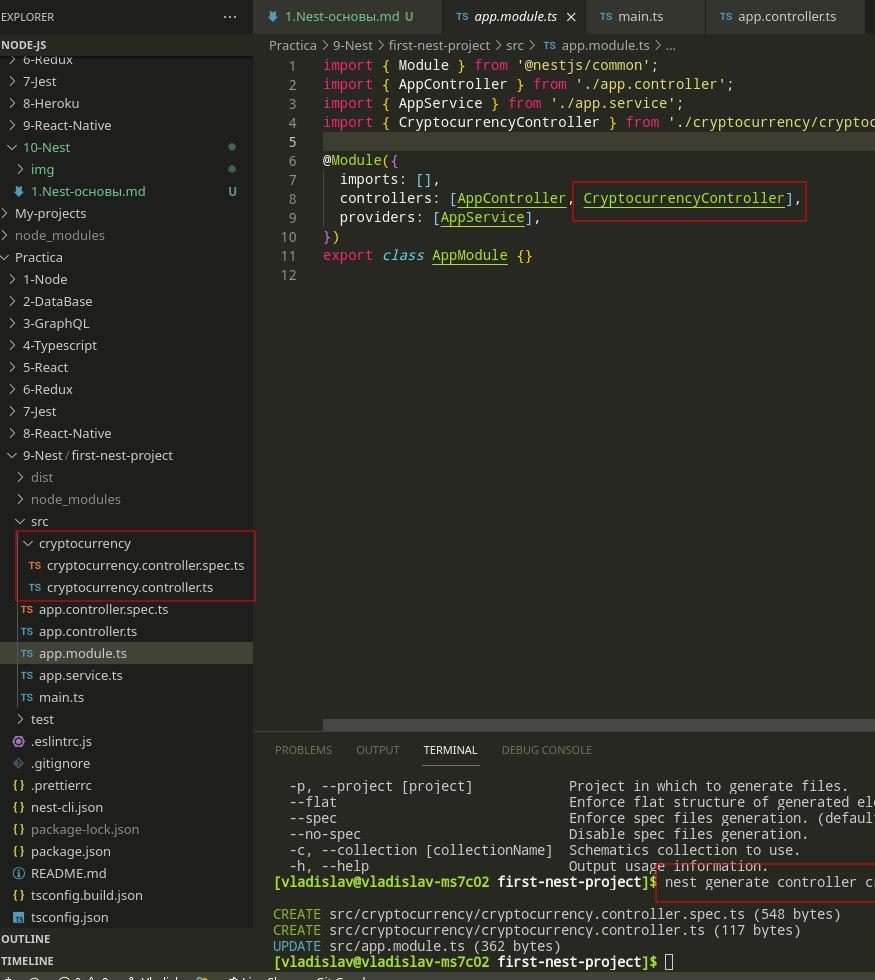 EXPLORER
NODE-JS
6-Redux
7-Jest
8-Heroku
9-React-Native
10-Nest
img
1.Nest-основы.md U
My-projects
node_modules
Practica
1-Node
2-DataBase
3-GraphQL
4-Typescript
5-React
6-Redux
7-Jest
8-React-Native
9-Nest / first-nest-project
dist
node_modules
src
cryptocurrency
TS cryptocurrency.controller.spec.ts
TS cryptocurrency.controller.ts
TS app.controller.spec.ts
TS app.controller.ts
TS app.module.ts
TS app.service.ts
TS main.ts
test
.eslintrc.js
.gitignore
{} .prettierrc
{} nest-cli.json
{} package-lock.json
{} package.json
README.md
{} tsconfig.build.json
TS tsconfig.json
OUTLINE
TIMELINE
1.Nest-основы.md U
TS app.module.ts
TS main.ts
TS app.controller.ts
Practica > 9-Nest > first-nest-project > src > TS app.module.ts > ...
1 import { Module } from '@nestjs/common';
2 import { AppController } from './app.controller';
3 import { AppService } from './app.service';
4 import { CryptocurrencyController } from './cryptocurrency/cryptoc
5
6 @Module({
7 imports: [],
8 controllers: [AppController, CryptocurrencyController],
9 providers: [AppService],
10 })
11 export class AppModule {}
12
PROBLEMS OUTPUT TERMINAL DEBUG CONSOLE
-p, --project [project] Project in which to generate files.
--flat Enforce flat structure of generated el
--spec Enforce spec files generation. (defaul
--no-spec Disable spec files generation.
-c, --collection [collectionName] Schematics collection to use.
-h, --help Output usage information.
[vladislav@vladislav-ms7c02 first-nest-project]$ nest generate controller c
CREATE src/cryptocurrency/cryptocurrency.controller.spec.ts (548 bytes)
CREATE src/cryptocurrency/cryptocurrency.controller.ts (117 bytes)
UPDATE src/app.module.ts (362 bytes)
[vladislav@vladislav-ms7c02 first-nest-project]$